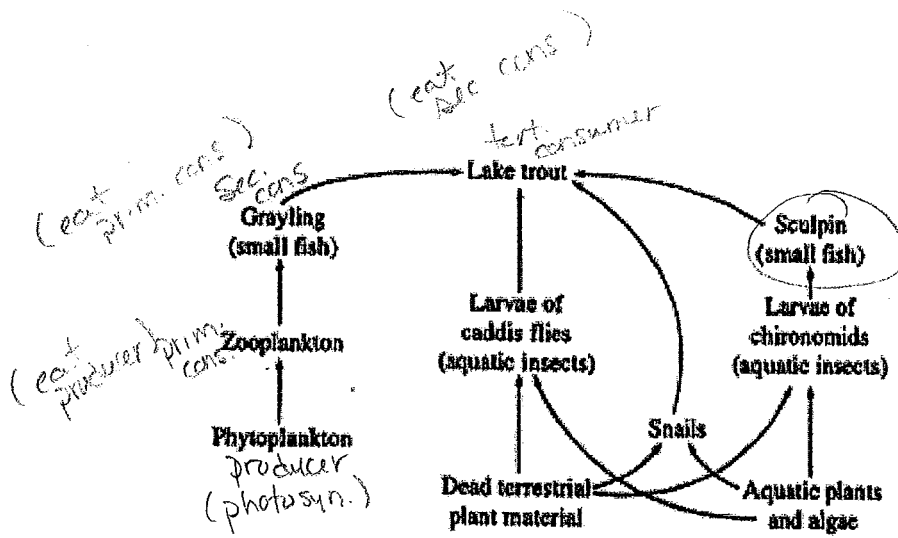 (eat
sec cons)
tert.
consumer
Lake trout
(eat
prim. cons)
Sec.
cons
Grayling
(small fish)
Sculpin
(small fish)
Larvae of
caddis flies
(aquatic insects)
Larvae of
chironomids
(aquatic insects)
(eat
producer)
prim.
cons.
Zooplankton
Phytoplankton
producer
(photosyn.)
Snails
Dead terrestrial
plant material
Aquatic plants
and algae